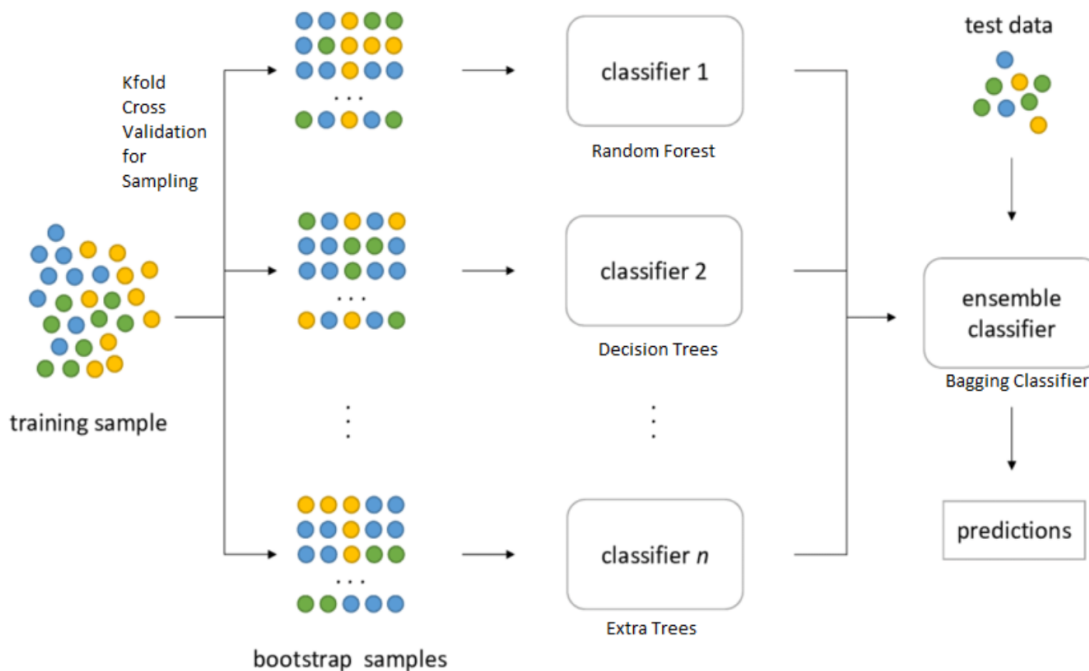 Kfold
Cross
Validation
for
Sampling
training sample
. . .
. . .
. . .
bootstrap samples
classifier 1
Random Forest
classifier 2
Decision Trees
classifier n
Extra Trees
test data
ensemble
classifier
Bagging Classifier
predictions